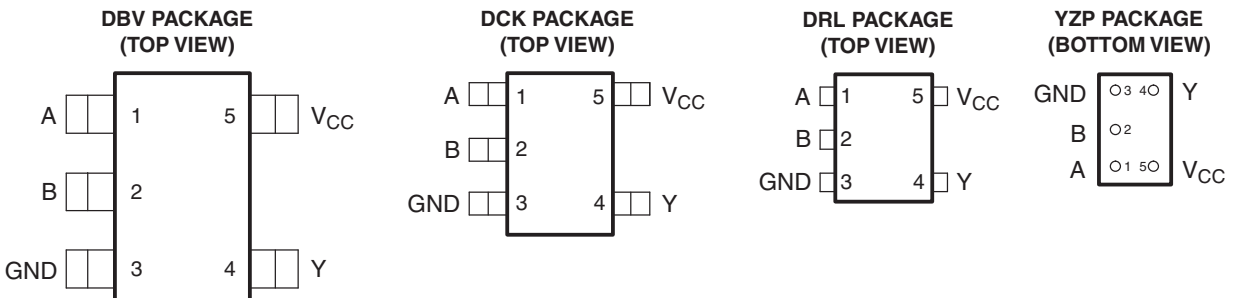 DBV PACKAGE
(TOP VIEW)
A 1 5 VCC
B 2
GND 3 4 Y
DCK PACKAGE
(TOP VIEW)
A 1 5 VCC
B 2
GND 3 4 Y
DRL PACKAGE
(TOP VIEW)
A 1 5 VCC
B 2
GND 3 4 Y
YZP PACKAGE
(BOTTOM VIEW)
GND 3 4 Y
B 2
A 1 5 VCC